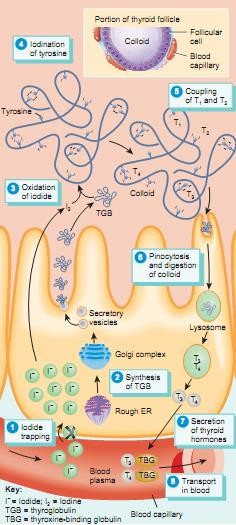 Portion of thyroid follicle
Colloid
Follicular
cell
Blood
capillary
4 Iodination
of tyrosine
Tyrosine
5 Coupling
of T1 and T2
T1
T2
T4
T3
Colloid
3 Oxidation
of iodide
I2
TGB
6 Pinocytosis
and digestion
of colloid
Secretory
vesicles
Lysosome
Golgi complex
T3
T4
2 Synthesis
of TGB
T3 T4
Rough ER
I– I– I–
I– I– I–
I– I– I–
1 Iodide
trapping
7 Secretion
of thyroid
hormones
T3 TBG
T4 TBG
Blood
plasma
8 Transport
in blood
I–
I–
Key:
I– = Iodide; I2 = Iodine
TGB = thyroglobulin
TBG = thyroxine-binding globulin
Blood capillary